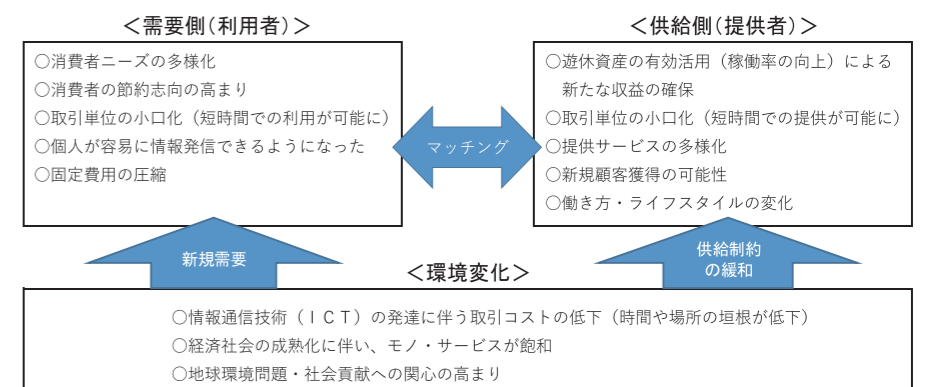 ＜需要側（利用者）＞
○消費者ニーズの多様化
○消費者の節約志向の高まり
○取引単位の小口化（短時間での利用が可能に）
○個人が容易に情報発信できるようになった
○固定費用の圧縮
マッチング
＜供給側（提供者）＞
○遊休資産の有効活用（稼働率の向上）による
新たな収益の確保
○取引単位の小口化（短時間での提供が可能に）
○提供サービスの多様化
○新規顧客獲得の可能性
○働き方・ライフスタイルの変化
新規需要
供給制約
の緩和
＜環境変化＞
○情報通信技術（ＩＣＴ）の発達に伴う取引コストの低下（時間や場所の垣根が低下）
○経済社会の成熟化に伴い、モノ・サービスが飽和
○地球環境問題・社会貢献への関心の高まり